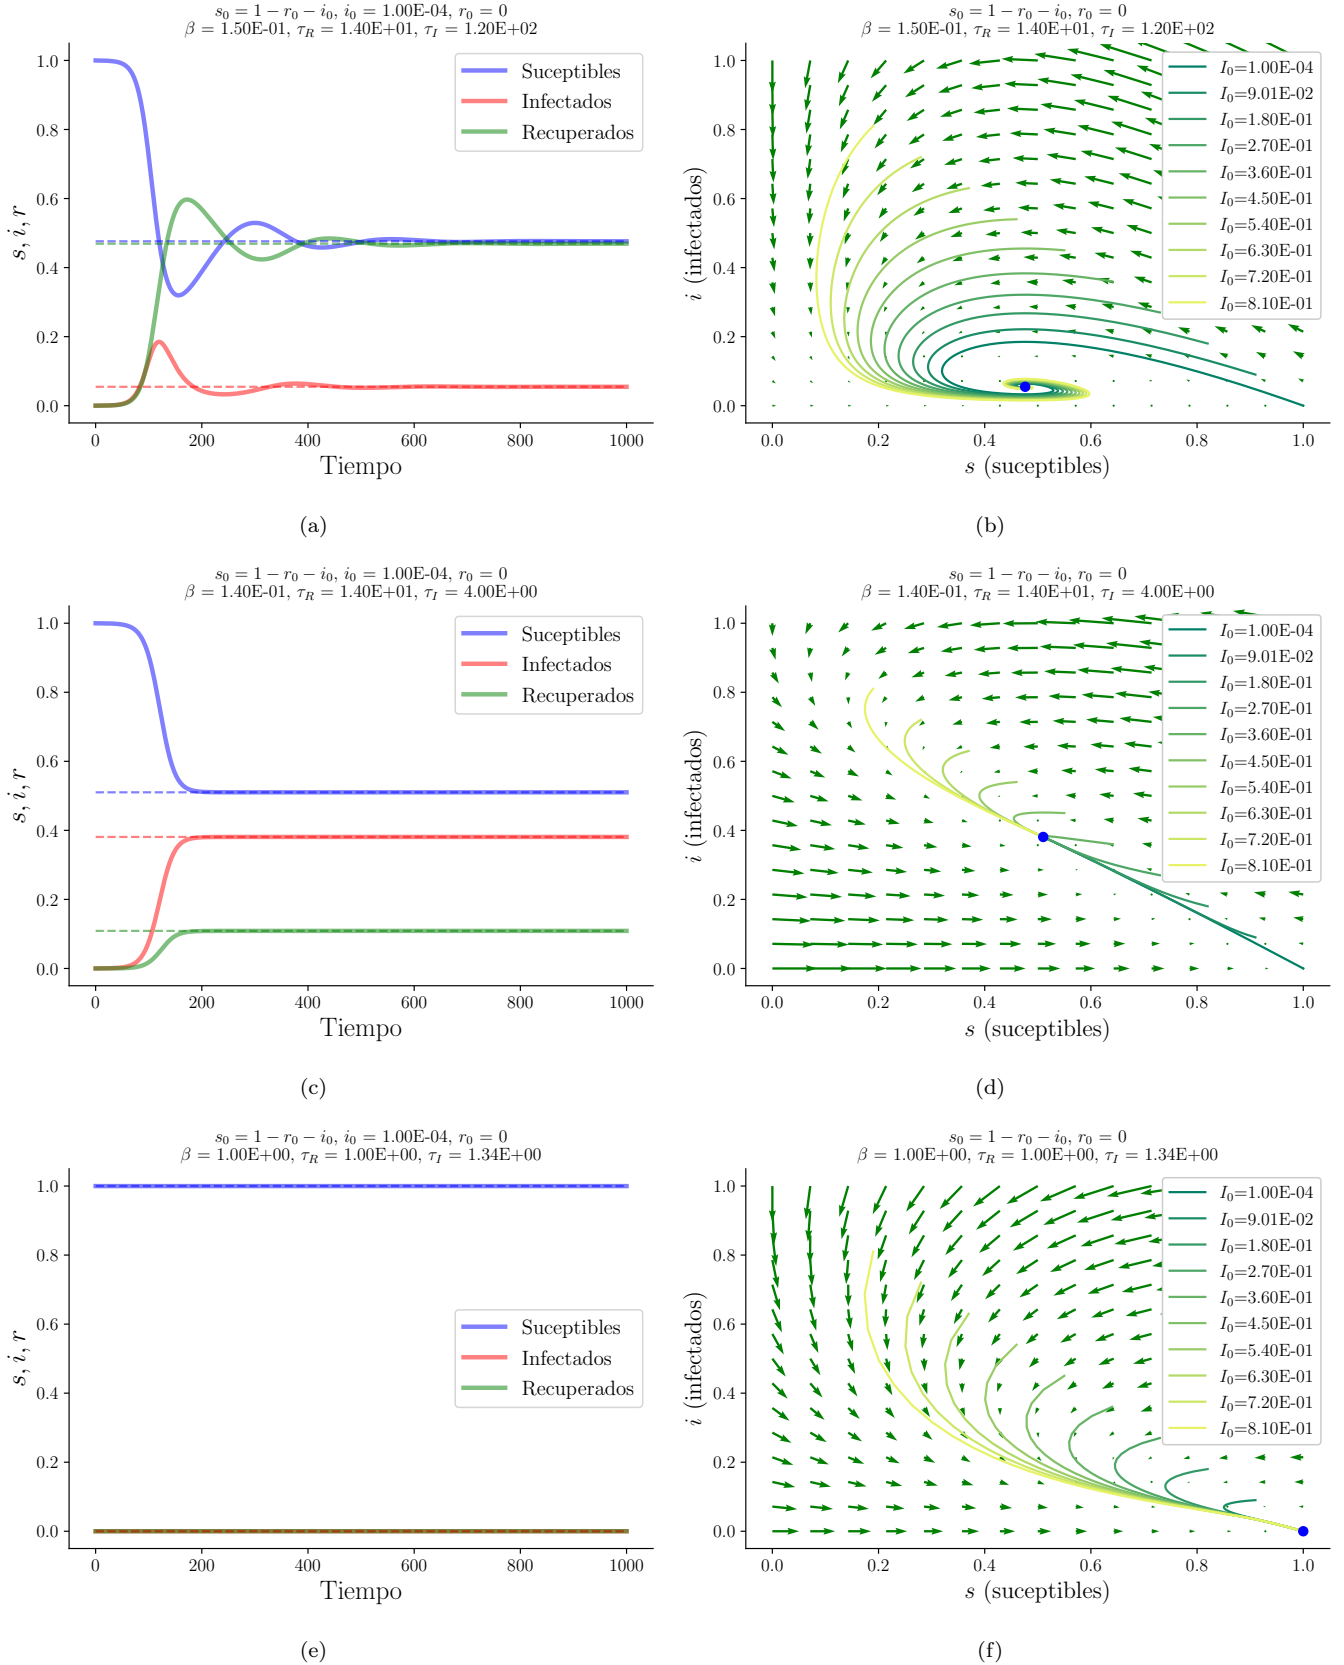 s₀ = 1 − r₀ − i₀, i₀ = 1.00E-04, r₀ = 0
β = 1.50E-01, τ_R = 1.40E+01, τ_I = 1.20E+02
Suceptibles
Infectados
Recuperados
s, i, r
1.0
0.8
0.6
0.4
0.2
0.0
0 200 400 600 800 1000
Tiempo
(a)
s₀ = 1 − r₀ − i₀, r₀ = 0
β = 1.50E-01, τ_R = 1.40E+01, τ_I = 1.20E+02
I₀=1.00E-04
I₀=9.01E-02
I₀=1.80E-01
I₀=2.70E-01
I₀=3.60E-01
I₀=4.50E-01
I₀=5.40E-01
I₀=6.30E-01
I₀=7.20E-01
I₀=8.10E-01
i (infectados)
1.0
0.8
0.6
0.4
0.2
0.0
0.0 0.2 0.4 0.6 0.8 1.0
s (suceptibles)
(b)
s₀ = 1 − r₀ − i₀, i₀ = 1.00E-04, r₀ = 0
β = 1.40E-01, τ_R = 1.40E+01, τ_I = 4.00E+00
Suceptibles
Infectados
Recuperados
s, i, r
1.0
0.8
0.6
0.4
0.2
0.0
0 200 400 600 800 1000
Tiempo
(c)
s₀ = 1 − r₀ − i₀, r₀ = 0
β = 1.40E-01, τ_R = 1.40E+01, τ_I = 4.00E+00
I₀=1.00E-04
I₀=9.01E-02
I₀=1.80E-01
I₀=2.70E-01
I₀=3.60E-01
I₀=4.50E-01
I₀=5.40E-01
I₀=6.30E-01
I₀=7.20E-01
I₀=8.10E-01
i (infectados)
1.0
0.8
0.6
0.4
0.2
0.0
0.0 0.2 0.4 0.6 0.8 1.0
s (suceptibles)
(d)
s₀ = 1 − r₀ − i₀, i₀ = 1.00E-04, r₀ = 0
β = 1.00E+00, τ_R = 1.00E+00, τ_I = 1.34E+00
Suceptibles
Infectados
Recuperados
s, i, r
1.0
0.8
0.6
0.4
0.2
0.0
0 200 400 600 800 1000
Tiempo
(e)
s₀ = 1 − r₀ − i₀, r₀ = 0
β = 1.00E+00, τ_R = 1.00E+00, τ_I = 1.34E+00
I₀=1.00E-04
I₀=9.01E-02
I₀=1.80E-01
I₀=2.70E-01
I₀=3.60E-01
I₀=4.50E-01
I₀=5.40E-01
I₀=6.30E-01
I₀=7.20E-01
I₀=8.10E-01
i (infectados)
1.0
0.8
0.6
0.4
0.2
0.0
0.0 0.2 0.4 0.6 0.8 1.0
s (suceptibles)
(f)